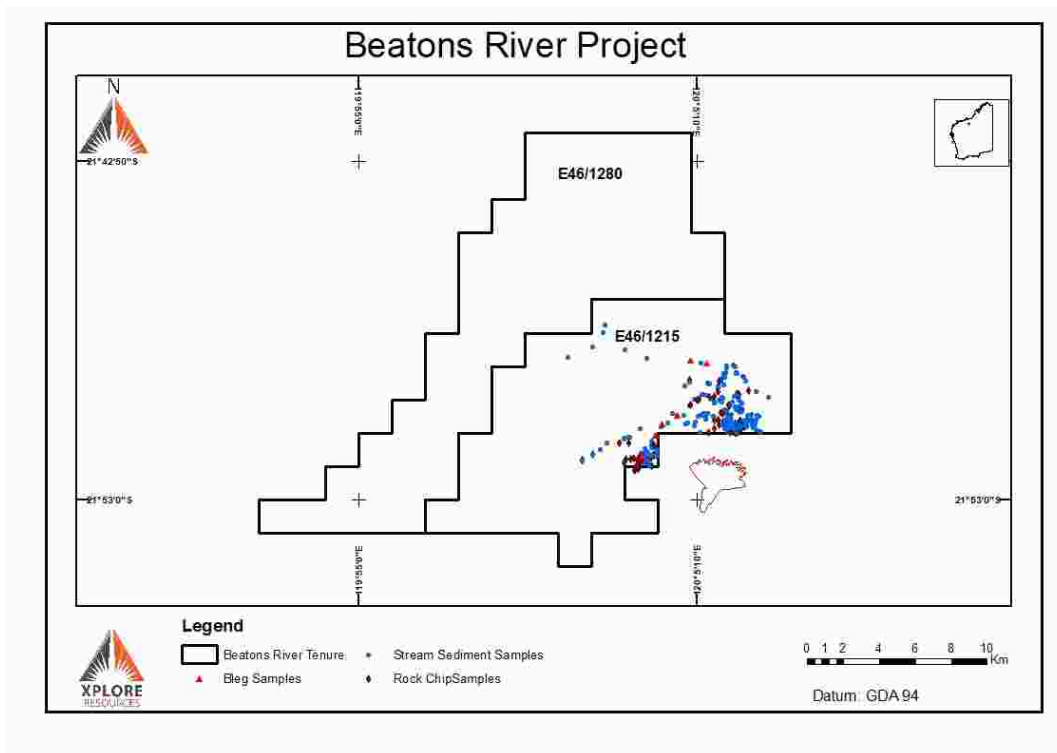 Beatons River Project
N
119°55'0"E
120°5'10"E
21°42'50"S
E46/1280
E46/1215
21°53'0"S
21°53'0"S
119°55'0"E
120°5'10"E
Legend
Beatons River Tenure
Stream Sediment Samples
Bleg Samples
Rock ChipSamples
XPLORE
RESOURCES
0 1 2 4 6 8 10
Km
Datum: GDA 94